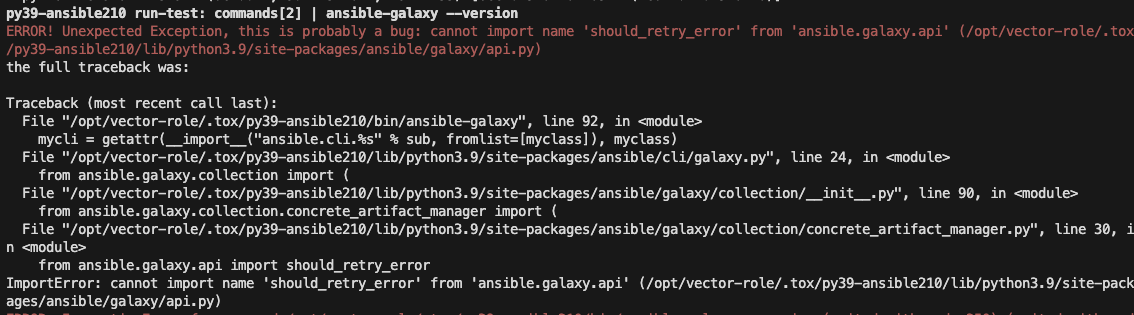 py39-ansible210 run-test: commands[2] | ansible-galaxy --version
ERROR! Unexpected Exception, this is probably a bug: cannot import name 'should_retry_error' from 'ansible.galaxy.api' (/opt/vector-role/.tox
/py39-ansible210/lib/python3.9/site-packages/ansible/galaxy/api.py)
the full traceback was:
Traceback (most recent call last):
File "/opt/vector-role/.tox/py39-ansible210/bin/ansible-galaxy", line 92, in <module>
mycli = getattr(__import__("ansible.cli.%s" % sub, fromlist=[myclass]), myclass)
File "/opt/vector-role/.tox/py39-ansible210/lib/python3.9/site-packages/ansible/cli/galaxy.py", line 24, in <module>
from ansible.galaxy.collection import (
File "/opt/vector-role/.tox/py39-ansible210/lib/python3.9/site-packages/ansible/galaxy/collection/__init__.py", line 90, in <module>
from ansible.galaxy.collection.concrete_artifact_manager import (
File "/opt/vector-role/.tox/py39-ansible210/lib/python3.9/site-packages/ansible/galaxy/collection/concrete_artifact_manager.py", line 30, i
n <module>
from ansible.galaxy.api import should_retry_error
ImportError: cannot import name 'should_retry_error' from 'ansible.galaxy.api' (/opt/vector-role/.tox/py39-ansible210/lib/python3.9/site-pack
ages/ansible/galaxy/api.py)